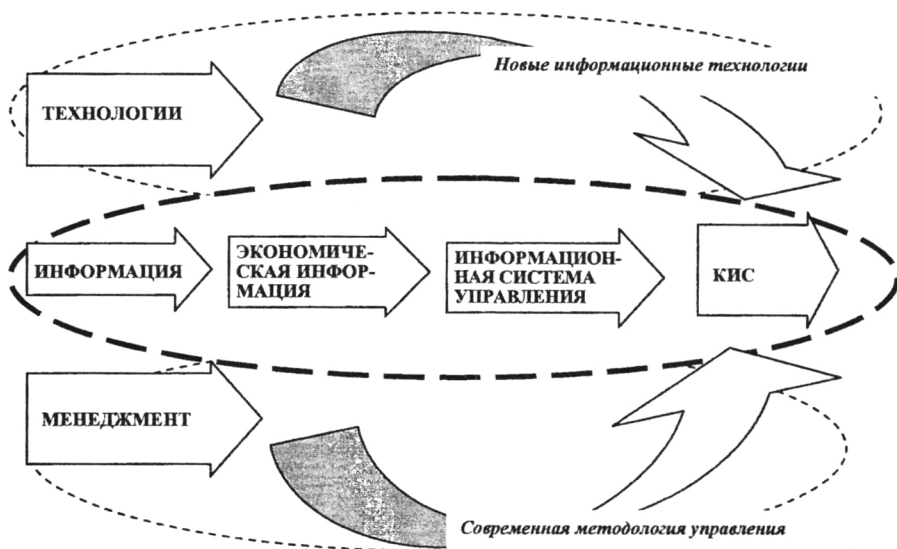 Новые информационные технологии
ТЕХНОЛОГИИ
ИНФОРМАЦИЯ
ЭКОНОМИЧЕ-
СКАЯ ИНФОР-
МАЦИЯ
ИНФОРМАЦИОН-
НАЯ СИСТЕМА
УПРАВЛЕНИЯ
КИС
МЕНЕДЖМЕНТ
Современная методология управления